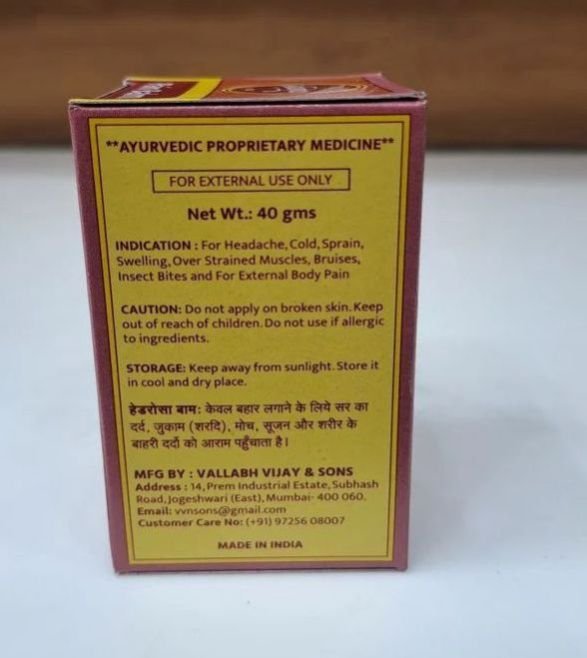 **AYURVEDIC PROPRIETARY MEDICINE**
FOR EXTERNAL USE ONLY
Net Wt.: 40 gms
INDICATION : For Headache, Cold, Sprain,
Swelling, Over Strained Muscles, Bruises,
Insect Bites and For External Body Pain
CAUTION: Do not apply on broken skin. Keep
out of reach of children. Do not use if allergic
to ingredients.
STORAGE: Keep away from sunlight. Store it
in cool and dry place.
हेडरोसा बाम: केवल बहार लगाने के लिये सर का
दर्द, जुकाम (शरदि), मोच, सूजन और शरीर के
बाहरी दर्दो को आराम पहुँचाता है।
MFG BY : VALLABH VIJAY & SONS
Address : 14, Prem Industrial Estate, Subhash
Road, Jogeshwari (East), Mumbai- 400 060.
Email: vvnsons@gmail.com
Customer Care No: (+91) 97256 08007
MADE IN INDIA